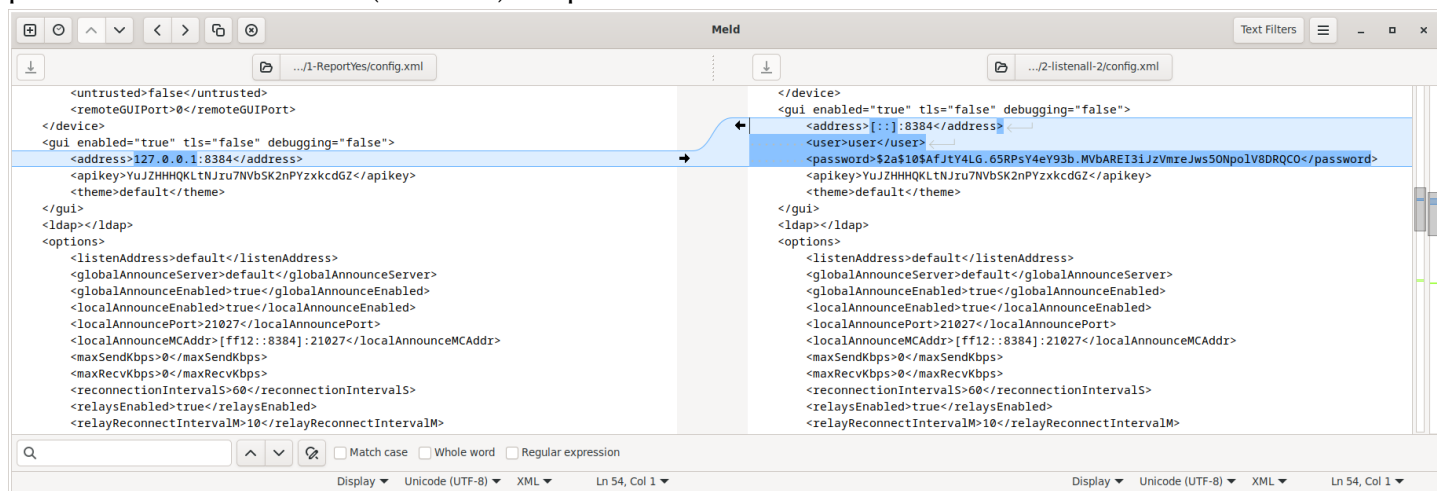 Meld
Text Filters
.../1-ReportYes/config.xml
.../2-listenall-2/config.xml
<untrusted>false</untrusted>
<remoteGUIPort>0</remoteGUIPort>
</device>
<gui enabled="true" tls="false" debugging="false">
<address>127.0.0.1:8384</address>
<apikey>YuJZHHHQKLtNJru7NVbSK2nPYzxkcdGZ</apikey>
<theme>default</theme>
</gui>
<ldap></ldap>
<options>
<listenAddress>default</listenAddress>
<globalAnnounceServer>default</globalAnnounceServer>
<globalAnnounceEnabled>true</globalAnnounceEnabled>
<localAnnounceEnabled>true</localAnnounceEnabled>
<localAnnouncePort>21027</localAnnouncePort>
<localAnnounceMCAddr>[ff12::8384]:21027</localAnnounceMCAddr>
<maxSendKbps>0</maxSendKbps>
<maxRecvKbps>0</maxRecvKbps>
<reconnectionIntervalS>60</reconnectionIntervalS>
<relaysEnabled>true</relaysEnabled>
<relayReconnectIntervalM>10</relayReconnectIntervalM>
</device>
<gui enabled="true" tls="false" debugging="false">
<address>[::]:8384</address>
<user>user</user>
<password>$2a$10$AfJtY4LG.65RPsY4eY93b.MVbAREI3iJzVmreJws5ONpolV8DRQCO</password>
<apikey>YuJZHHHQKLtNJru7NVbSK2nPYzxkcdGZ</apikey>
<theme>default</theme>
</gui>
<ldap></ldap>
<options>
<listenAddress>default</listenAddress>
<globalAnnounceServer>default</globalAnnounceServer>
<globalAnnounceEnabled>true</globalAnnounceEnabled>
<localAnnounceEnabled>true</localAnnounceEnabled>
<localAnnouncePort>21027</localAnnouncePort>
<localAnnounceMCAddr>[ff12::8384]:21027</localAnnounceMCAddr>
<maxSendKbps>0</maxSendKbps>
<maxRecvKbps>0</maxRecvKbps>
<reconnectionIntervalS>60</reconnectionIntervalS>
<relaysEnabled>true</relaysEnabled>
<relayReconnectIntervalM>10</relayReconnectIntervalM>
Match case Whole word Regular expression
Display Unicode (UTF-8) XML Ln 54, Col 1
Display Unicode (UTF-8) XML Ln 54, Col 1